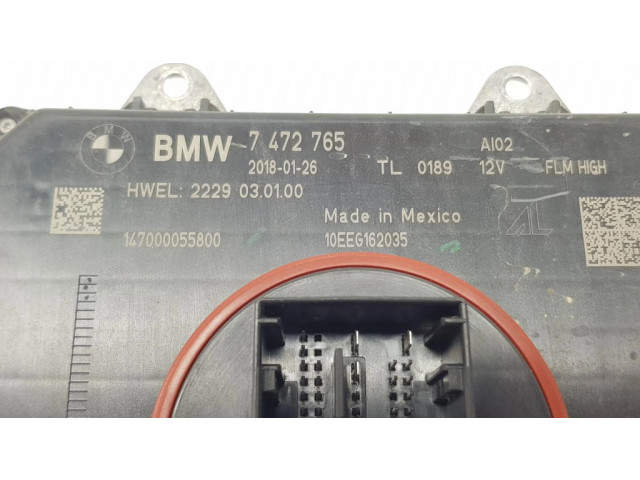 BMW
BMW 7 472 765 AI02
2018-01-26 TL 0189 12V FLM HIGH
HWEL: 2229 03.01.00
Made in Mexico
147000055800 10EEG162035
AL